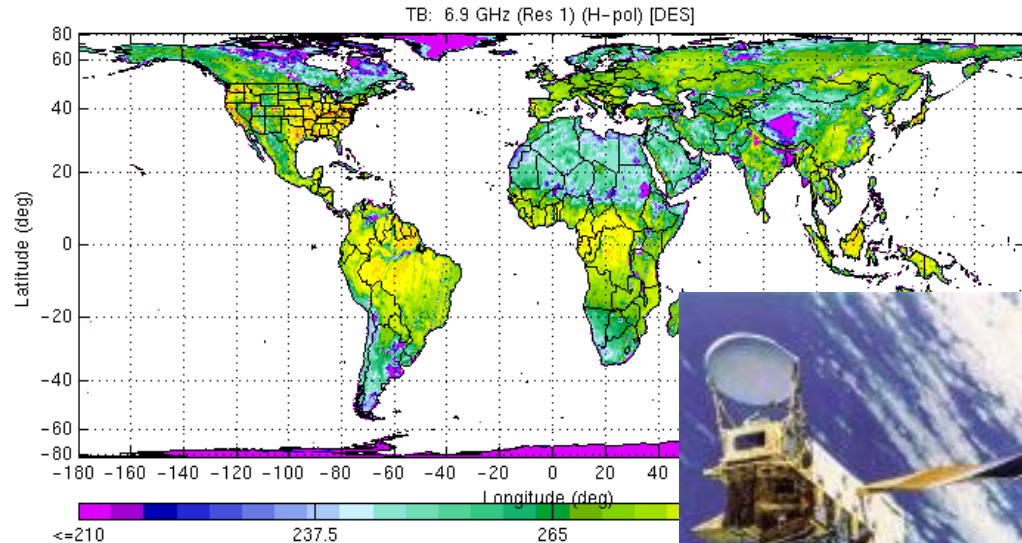 TB: 6.9 GHz (Res 1) (H-pol) [DES]
80
60
40
20
0
-20
-40
-60
-80
Latitude (deg)
-180 -160 -140 -120 -100 -80 -60 -40 -20 0 20 40
Longitude (deg)
<=210 237.5 265